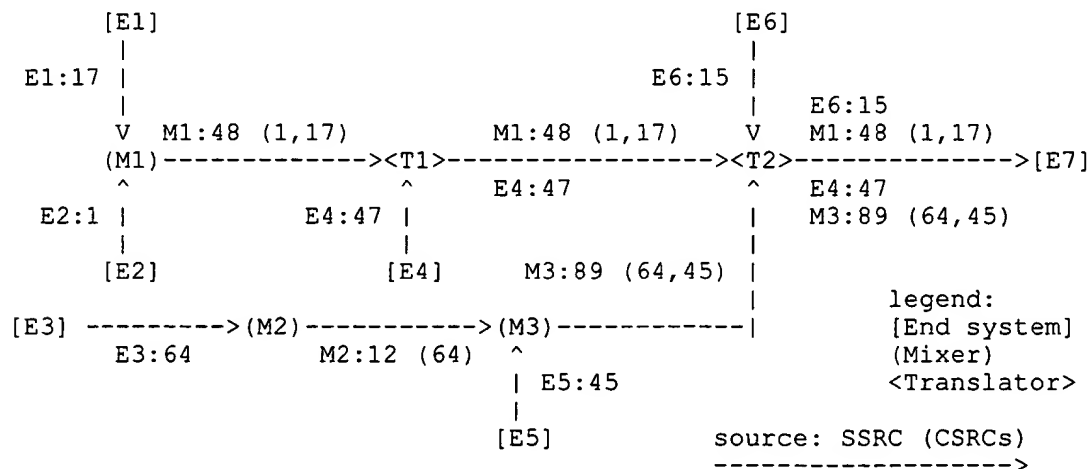 [E1] [E6]
E1:17 E6:15
E6:15
M1:48 (1,17) M1:48 (1,17) M1:48 (1,17)
(M1) <T1> <T2> [E7]
E4:47 E4:47
E2:1 E4:47 M3:89 (64,45)
[E2] [E4] M3:89 (64,45)
legend:
[E3] (M2) (M3) [End system]
E3:64 M2:12 (64) (Mixer)
E5:45 <Translator>
[E5] source: SSRC (CSRCs)